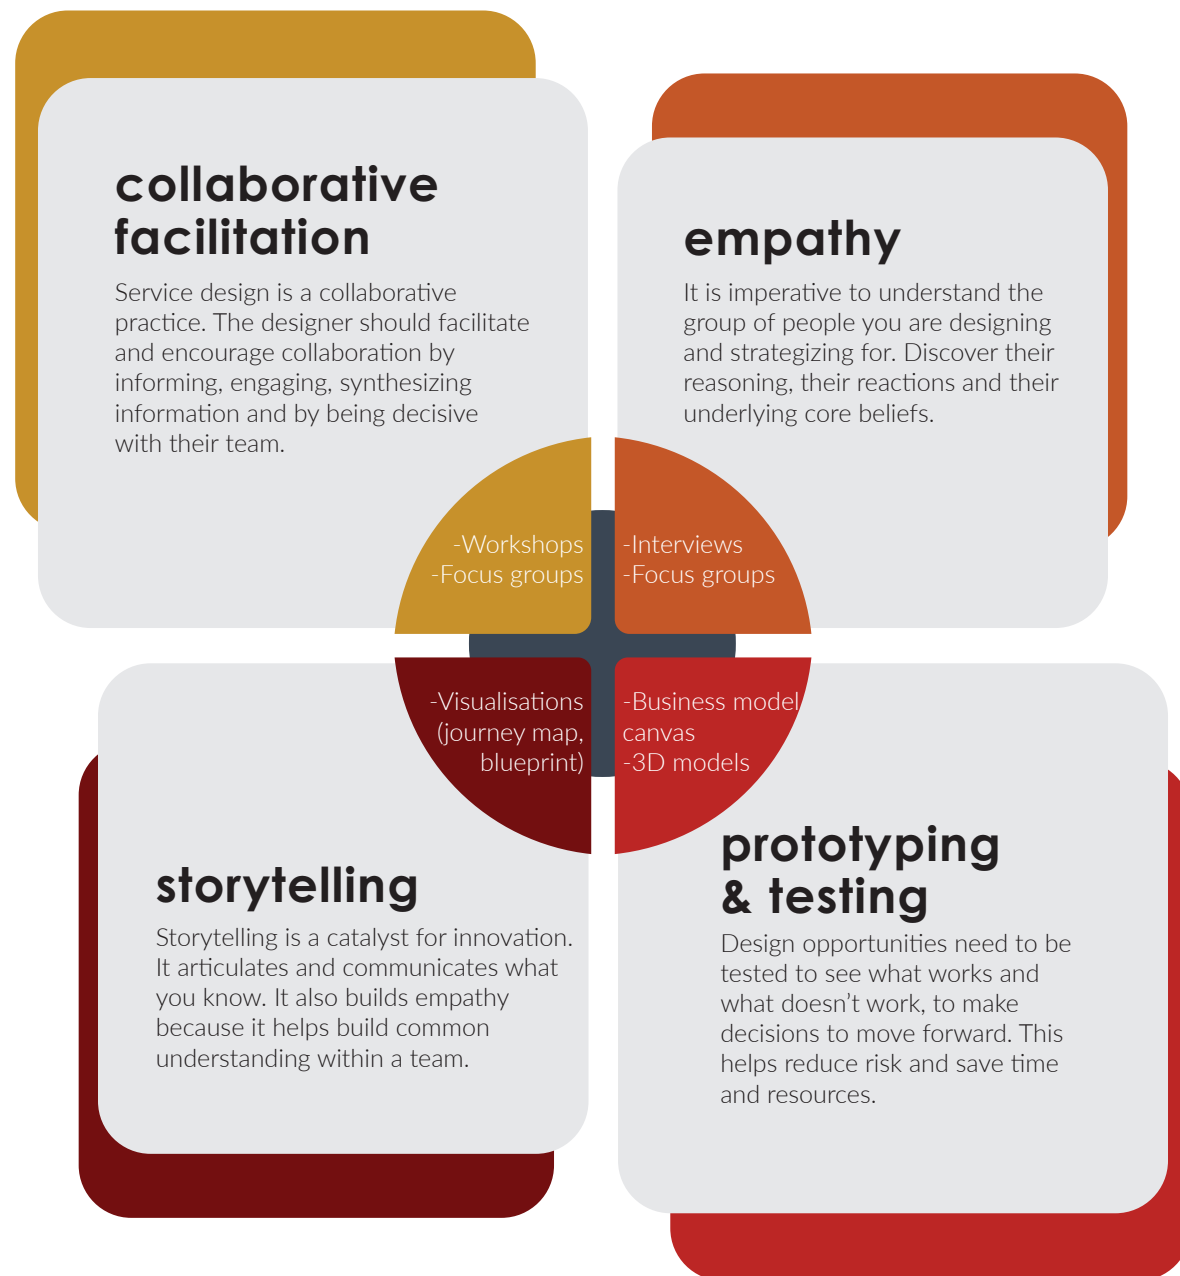 collaborative
facilitation
Service design is a collaborative
practice. The designer should facilitate
and encourage collaboration by
informing, engaging, synthesizing
information and by being decisive
with their team.
empathy
It is imperative to understand the
group of people you are designing
and strategizing for. Discover their
reasoning, their reactions and their
underlying core beliefs.
-Workshops
-Focus groups
-Interviews
-Focus groups
-Visualisations
(journey map,
blueprint)
-Business model
canvas
-3D models
storytelling
Storytelling is a catalyst for innovation.
It articulates and communicates what
you know. It also builds empathy
because it helps build common
understanding within a team.
prototyping
& testing
Design opportunities need to be
tested to see what works and
what doesn't work, to make
decisions to move forward. This
helps reduce risk and save time
and resources.